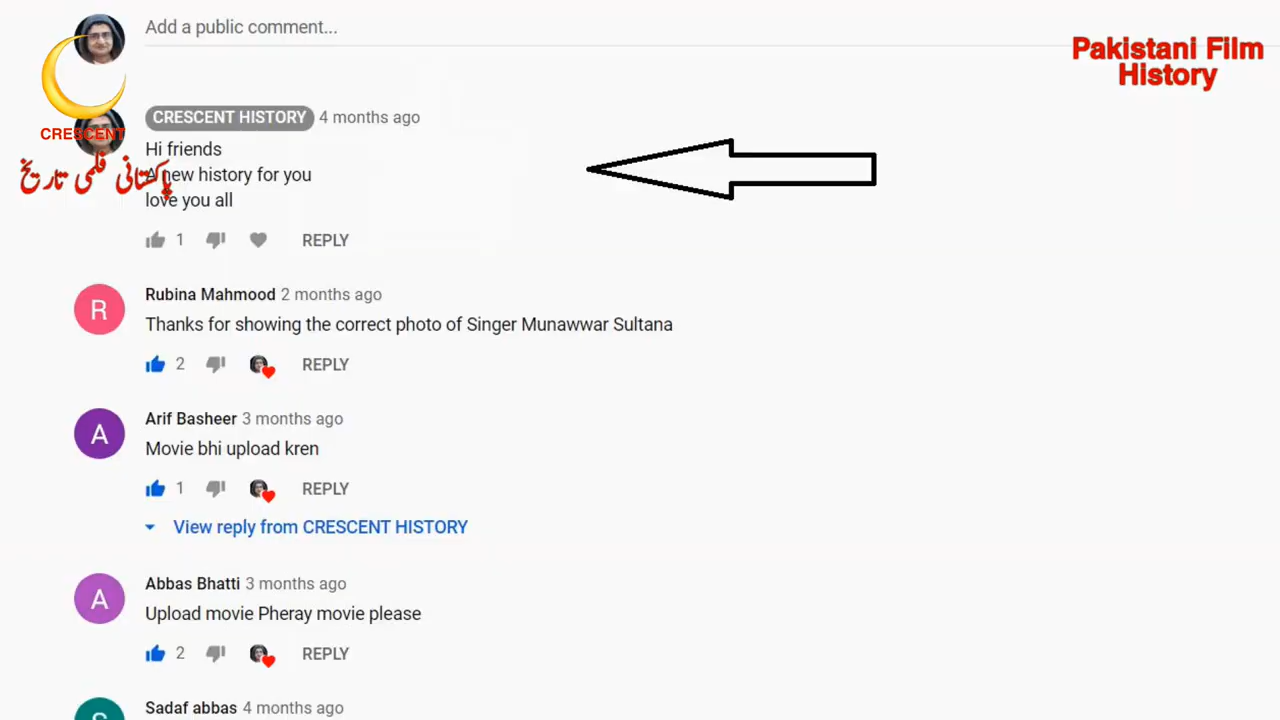 Add a public comment...
Pakistani Film
History
CRESCENT
پاکستانی فلمی تاریخ
CRESCENT HISTORY 4 months ago
Hi friends
A new history for you
love you all
1 REPLY
R
Rubina Mahmood 2 months ago
Thanks for showing the correct photo of Singer Munawwar Sultana
2 REPLY
A
Arif Basheer 3 months ago
Movie bhi upload kren
1 REPLY
View reply from CRESCENT HISTORY
A
Abbas Bhatti 3 months ago
Upload movie Pheray movie please
2 REPLY
S
Sadaf abbas 4 months ago